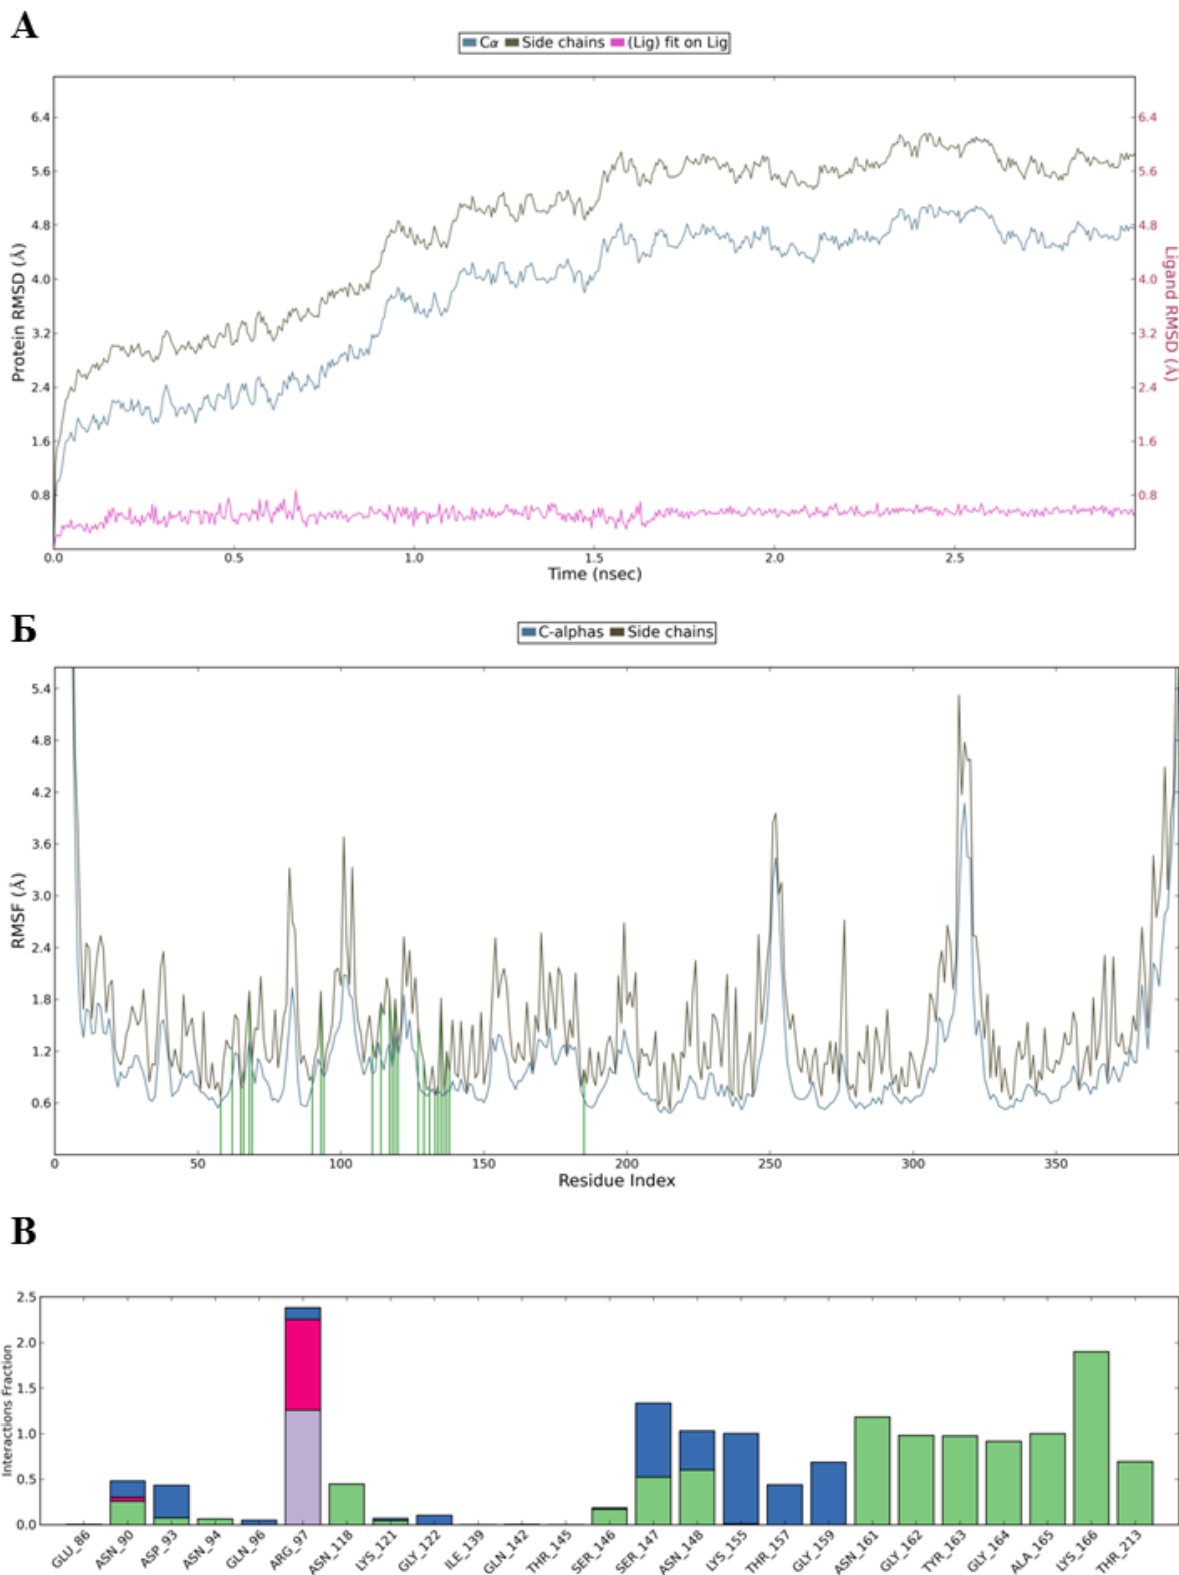 А
Cα Side chains (Lig) fit on Lig
6.4 6.4
5.6 5.6
4.8 4.8
4.0 4.0
3.2 3.2
2.4 2.4
1.6 1.6
0.8 0.8
Protein RMSD (Å)
Ligand RMSD (Å)
0.0 0.5 1.0 1.5 2.0 2.5
Time (nsec)
Б
C-alphas Side chains
5.4
4.8
4.2
3.6
3.0
2.4
1.8
1.2
0.6
RMSF (Å)
0 50 100 150 200 250 300 350
Residue Index
В
2.5
2.0
1.5
1.0
0.5
0.0
Interactions Fraction
GLU_86 ASN_90 ASP_93 ASN_94 GLN_96 ARG_97 ASN_118 LYS_121 GLY_122 ILE_139 GLN_142 THR_145 SER_146 SER_147 ASN_148 LYS_155 THR_157 GLY_159 ASN_161 GLY_162 TYR_163 GLY_164 ALA_165 LYS_166 THR_213